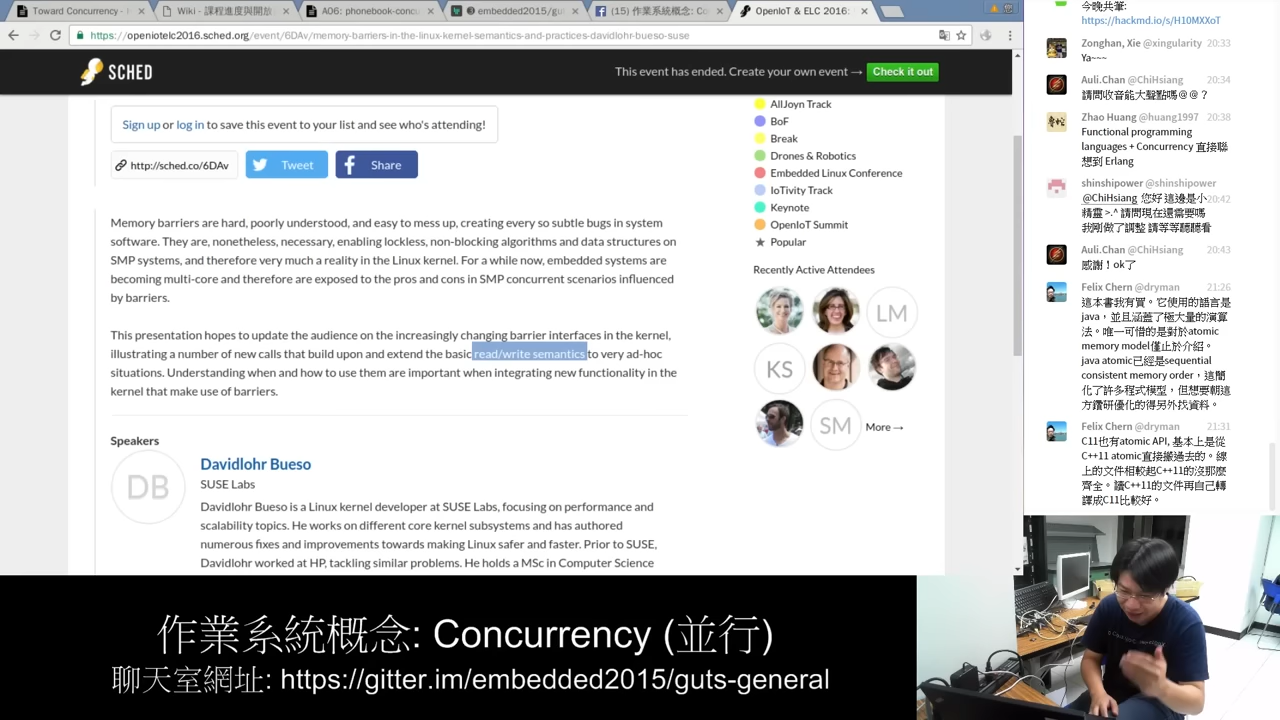 Toward Concurrency - H
Wiki - 課程進度與開放
A06: phonebook-concu
embedded2015/gut
(15) 作業系統概念: Co
OpenIoT & ELC 2016:
https://openiotelc2016.sched.org/event/6DAv/memory-barriers-in-the-linux-kernel-semantics-and-practices-davidlohr-bueso-suse
SCHED
This event has ended. Create your own event →
Check it out
Sign up or log in to save this event to your list and see who's attending!
http://sched.co/6DAv
Tweet
Share
Memory barriers are hard, poorly understood, and easy to mess up, creating every so subtle bugs in system
software. They are, nonetheless, necessary, enabling lockless, non-blocking algorithms and data structures on
SMP systems, and therefore very much a reality in the Linux kernel. For a while now, embedded systems are
becoming multi-core and therefore are exposed to the pros and cons in SMP concurrent scenarios influenced
by barriers.
This presentation hopes to update the audience on the increasingly changing barrier interfaces in the kernel,
illustrating a number of new calls that build upon and extend the basic read/write semantics to very ad-hoc
situations. Understanding when and how to use them are important when integrating new functionality in the
kernel that make use of barriers.
Speakers
DB
Davidlohr Bueso
SUSE Labs
Davidlohr Bueso is a Linux kernel developer at SUSE Labs, focusing on performance and
scalability topics. He works on different core kernel subsystems and has authored
numerous fixes and improvements towards making Linux safer and faster. Prior to SUSE,
Davidlohr worked at HP, tackling similar problems. He holds a MSc in Computer Science
AllJoyn Track
BoF
Break
Drones & Robotics
Embedded Linux Conference
IoTivity Track
Keynote
OpenIoT Summit
Popular
Recently Active Attendees
LM
KS
SM
More →
今晚共筆:
https://hackmd.io/s/H10MXXoT
Zonghan, Xie @xingularity 20:33
Ya~~~
Auli.Chan @ChiHsiang 20:34
請問收音能大聲點嗎@@？
Zhao Huang @huang1997 20:38
Functional programming
languages + Concurrency 直接聯
想到 Erlang
shinshipower @shinshipower
20:42
@ChiHsiang 您好 這邊是小
精靈 >.^ 請問現在還需要嗎
我剛做了調整 請等等聽聽看
Auli.Chan @ChiHsiang 20:43
感謝！ok了
Felix Chern @dryman 21:26
這本書我有買。它使用的語言是
java，並且涵蓋了極大量的演算
法。唯一可惜的是對於atomic
memory model僅止於介紹。
java atomic已經是sequential
consistent memory order，這簡
化了許多程式模型，但想要朝這
方鑽研優化的得另外找資料。
Felix Chern @dryman 21:31
C11也有atomic API, 基本上是從
C++11 atomic直接搬過去的。線
上的文件相較起C++11的沒那麼
齊全。讀C++11的文件再自己轉
譯成C11比較好。
作業系統概念: Concurrency (並行)
聊天室網址: https://gitter.im/embedded2015/guts-general